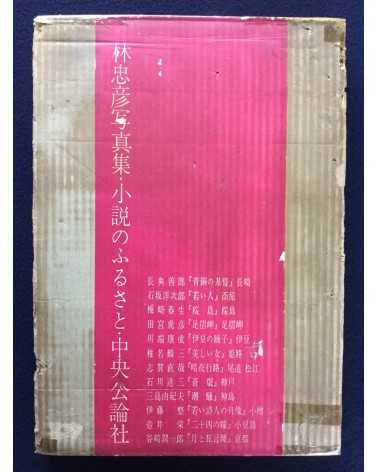 林忠彦写真集・小説のふるさと・中央公論社
長與善郎『青銅の基督』長崎
石坂洋次郎『若い人』函館
梅崎春生『桜島』桜島
田宮虎彦『足摺岬』足摺岬
川端康成『伊豆の踊子』伊豆
椎名麟三『美しい女』姫路
志賀直哉『暗夜行路』尾道 松江
石川達三『蒼氓』神戸
三島由紀夫『潮騒』神島
伊藤整『若い詩人の肖像』小樽
壺井栄『二十四の瞳』小豆島
谷崎潤一郎『月と狂言師』京都